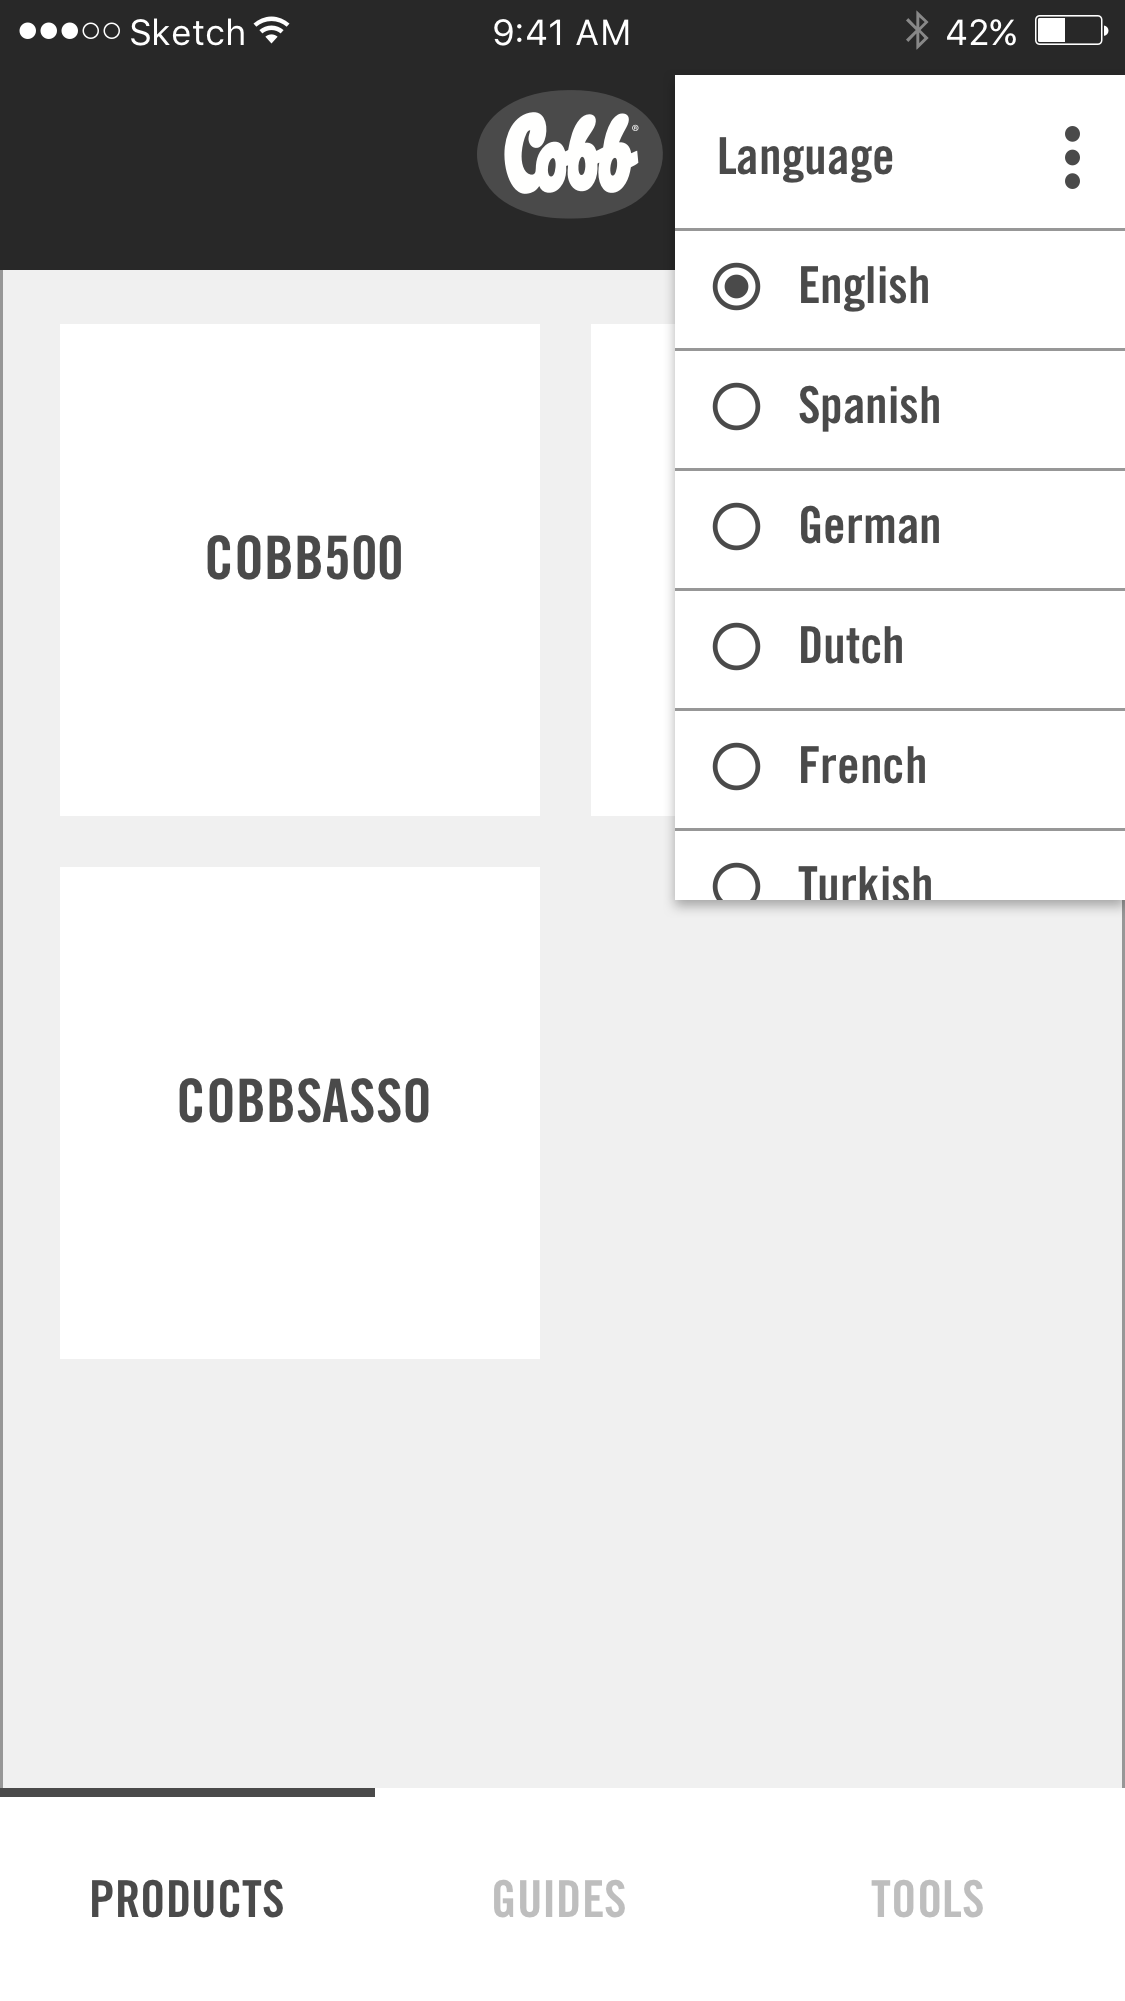 Sketch 9:41 AM 42%
Cobb®
Language
English
Spanish
German
Dutch
French
Turkish
COBB500
COBBSASSO
PRODUCTS GUIDES TOOLS